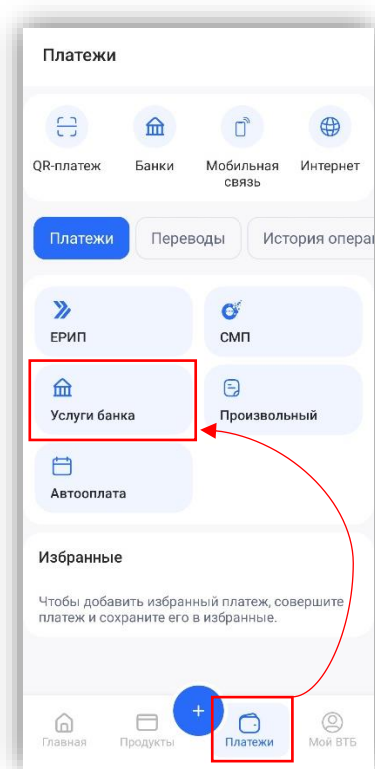 Платежи
QR-платеж Банки Мобильная связь Интернет
Платежи Переводы История опера
ЕРИП СМП
Услуги банка Произвольный
Автооплата
Избранные
Чтобы добавить избранный платеж, совершите
платеж и сохраните его в избранные.
Главная Продукты + Платежи Мой ВТБ